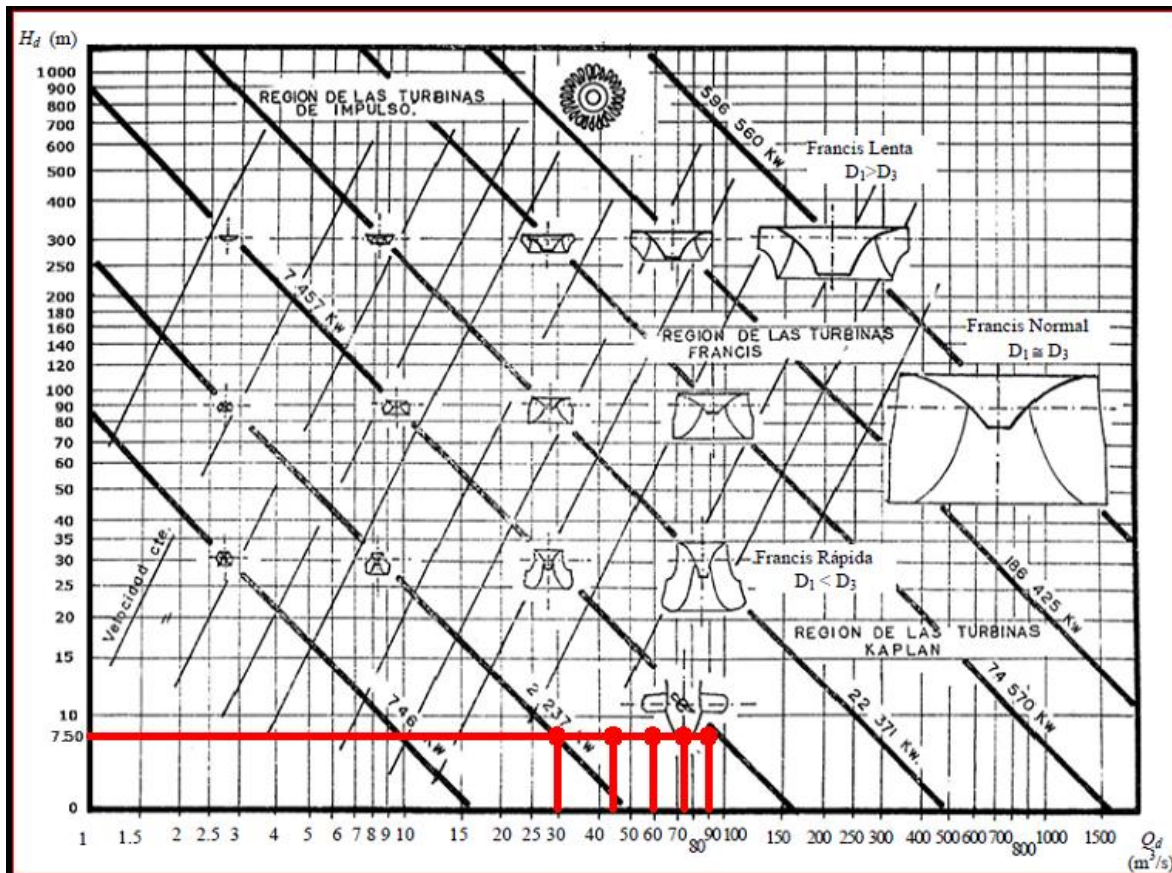 H_d (m)
1000
900
800
700
600
500
400
300
250
200
180
160
140
120
100
90
80
70
60
50
40
35
30
25
20
15
10
7.50
0
REGION DE LAS TURBINAS
DE IMPULSO.
596 560 KW
Francis Lenta
D₁>D₃
7 457 KW
REGION DE LAS TURBINAS
FRANCIS
Francis Normal
D₁ ≅ D₃
Velocidad cte.
Francis Rápida
D₁ < D₃
REGION DE LAS TURBINAS
KAPLAN
186 425 KW
74 570 KW
22 371 KW.
2 237 KW
746 KW
1 1.5 2 2.5 3 4 5 6 7 8 9 10 15 20 25 30 40 50 60 70 80 90 100 150 200 250 300 400 500 600 700 800 1000 1500
Q_d
(m³/s)